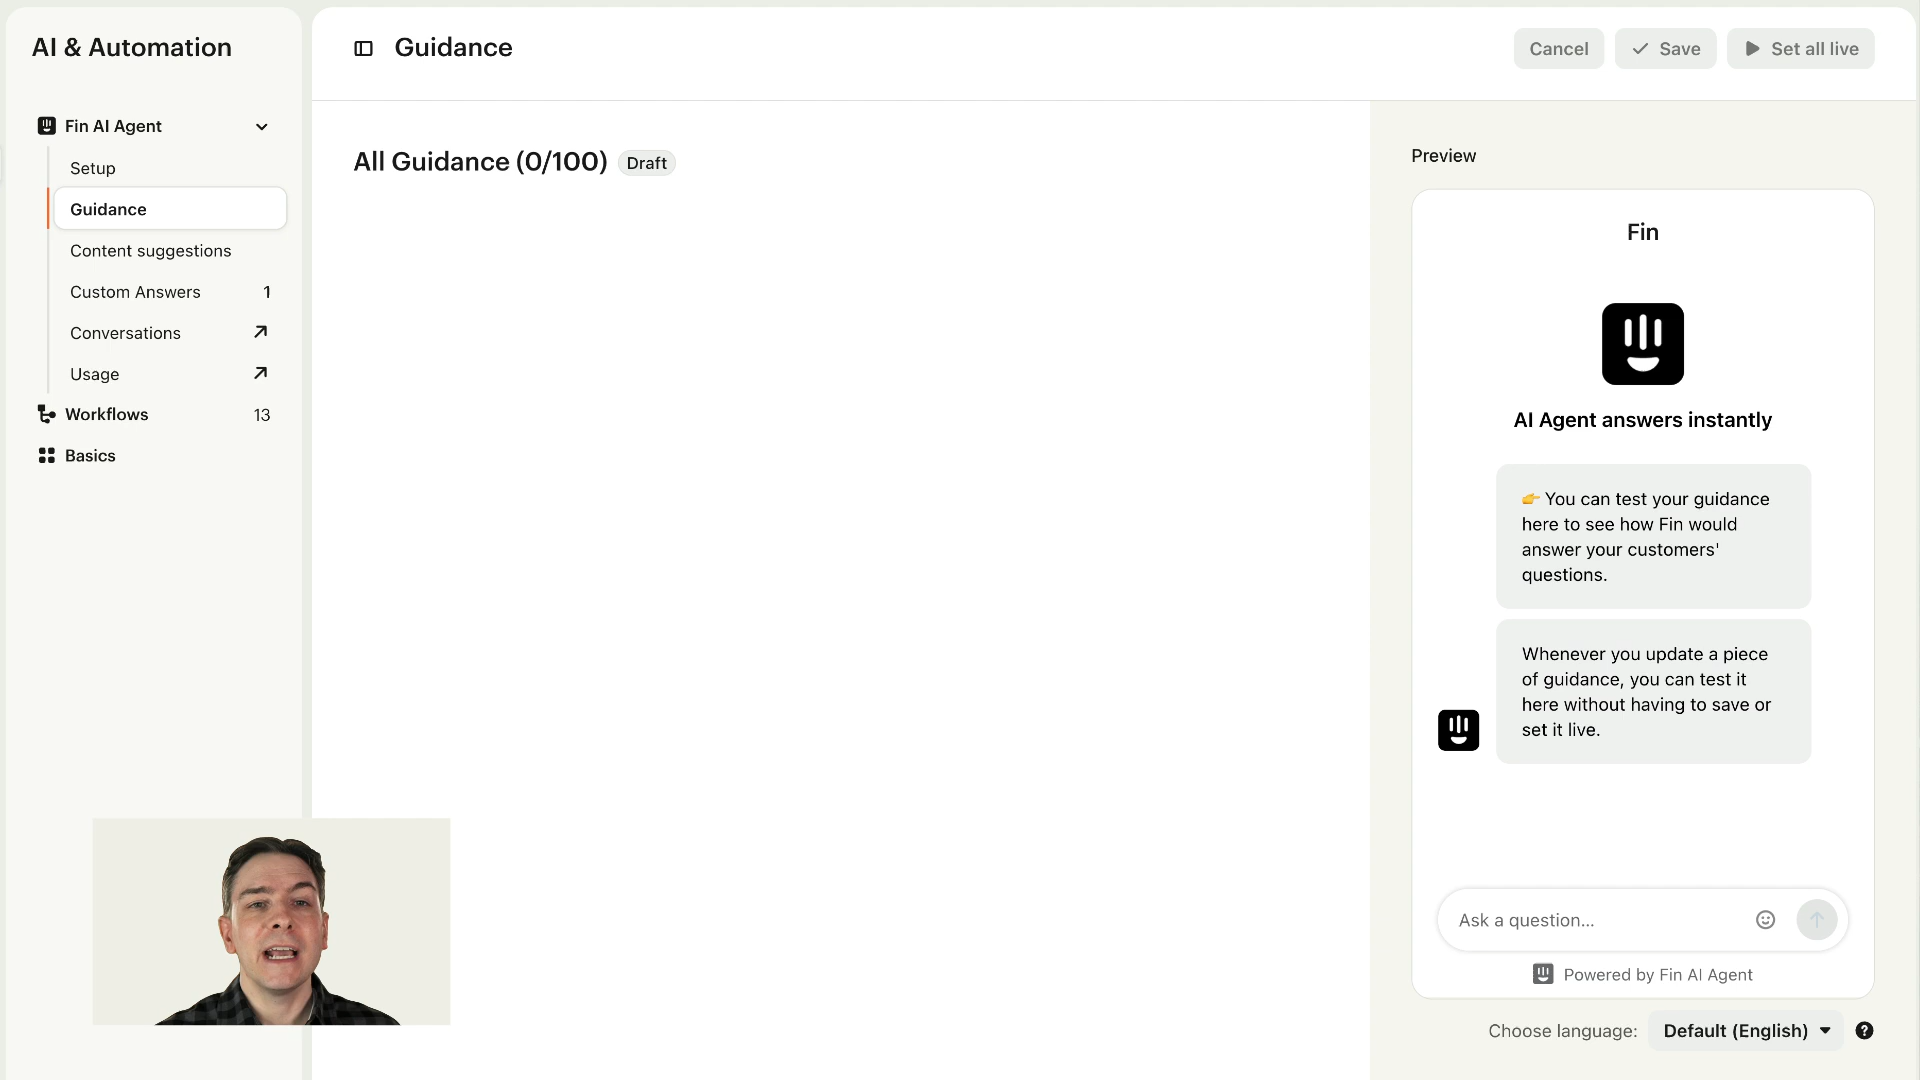 AI & Automation
Fin AI Agent
Setup
Guidance
Content suggestions
Custom Answers 1
Conversations
Usage
Workflows 13
Basics
Guidance
Cancel
Save
Set all live
All Guidance (0/100) Draft
Preview
Fin
AI Agent answers instantly
👉 You can test your guidance
here to see how Fin would
answer your customers'
questions.
Whenever you update a piece
of guidance, you can test it
here without having to save or
set it live.
Ask a question...
Powered by Fin AI Agent
Choose language: Default (English) ?